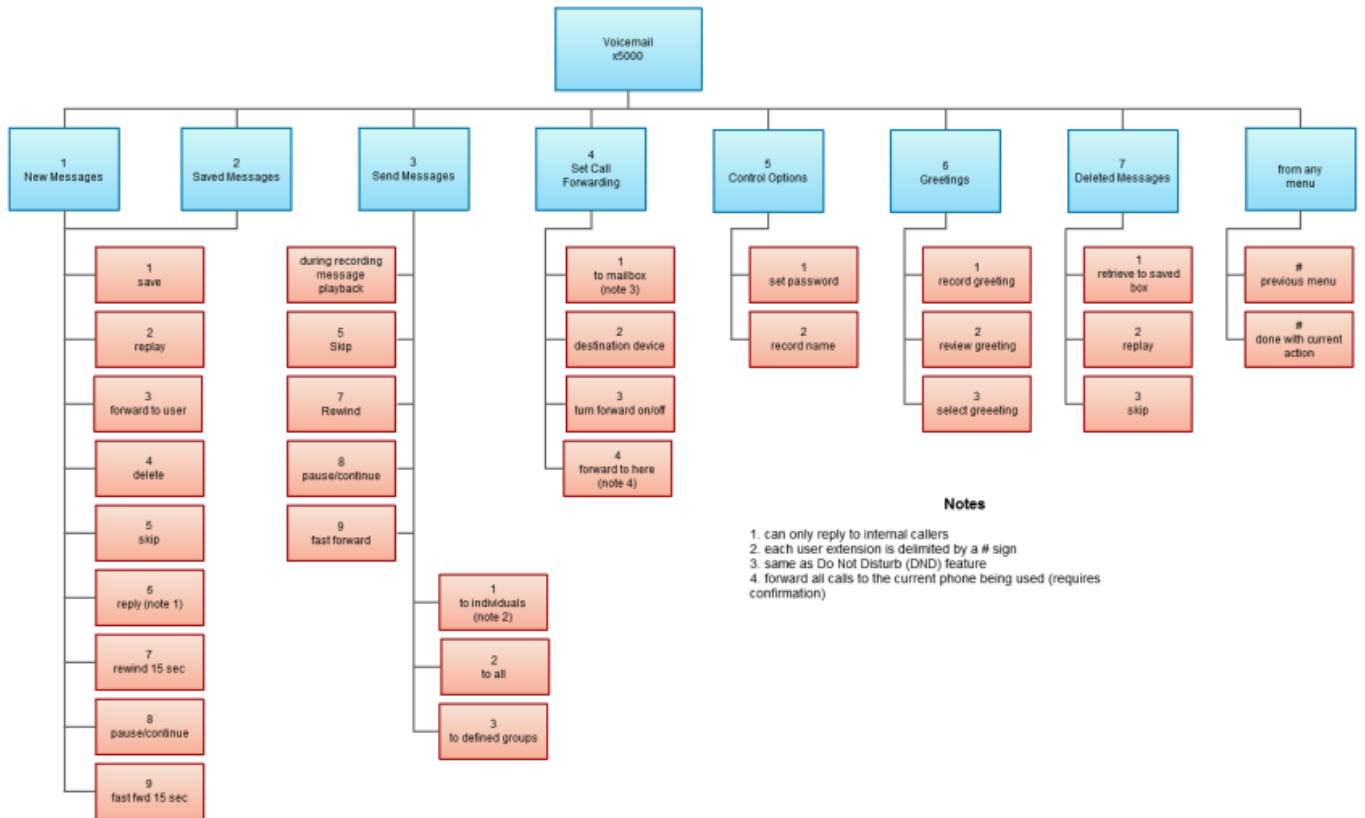 Voicemail
x5000
1
New Messages
2
Saved Messages
3
Send Messages
4
Set Call
Forwarding
5
Control Options
6
Greetings
7
Deleted Messages
from any
menu
1
save
2
replay
3
forward to user
4
delete
5
skip
6
reply (note 1)
7
rewind 15 sec
8
pause/continue
9
fast fwd 15 sec
during recording
message
playback
5
Skip
7
Rewind
8
pause/continue
9
fast forward
1
to individuals
(note 2)
2
to all
3
to defined groups
1
to mailbox
(note 3)
2
destination device
3
turn forward on/off
4
forward to here
(note 4)
1
set password
2
record name
1
record greeting
2
review greeting
3
select greeeting
1
retrieve to saved
box
2
replay
3
skip
#
previous menu
#
done with current
action
Notes
1. can only reply to internal callers
2. each user extension is delimited by a # sign
3. same as Do Not Disturb (DND) feature
4. forward all calls to the current phone being used (requires
confirmation)